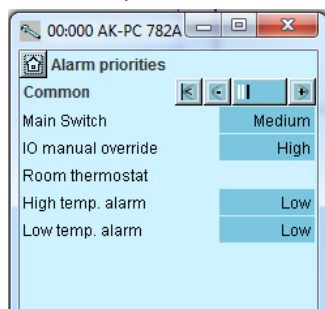 00:000 AK-PC 782A
Alarm priorities
Common
Main Switch Medium
IO manual override High
Room thermostat
High temp. alarm Low
Low temp. alarm Low